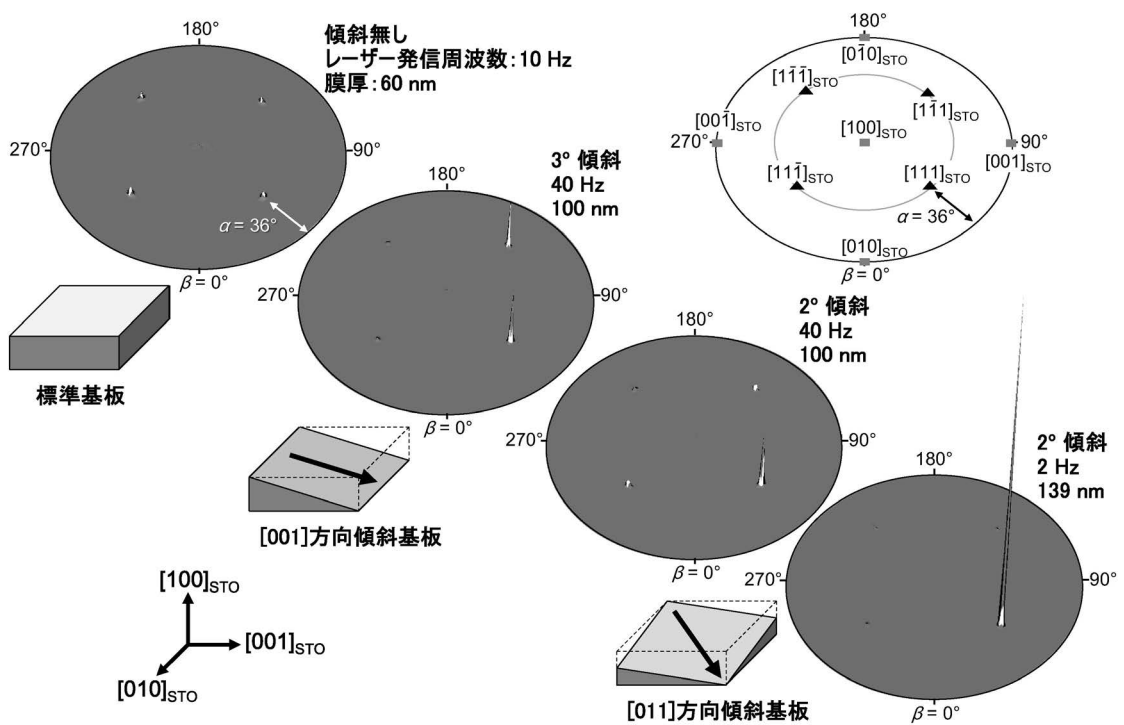 180°
270°
90°
β = 0°
α = 36°
傾斜無し
レーザー発信周波数：10 Hz
膜厚：60 nm
標準基板
180°
[01̄0]STO
[11̄1̄]STO
[11̄1]STO
[001̄]STO
270°
[100]STO
90°
[001]STO
[111̄]STO
[111]STO
α = 36°
[010]STO
β = 0°
3° 傾斜
40 Hz
100 nm
180°
270°
90°
β = 0°
[001]方向傾斜基板
2° 傾斜
40 Hz
100 nm
180°
270°
90°
β = 0°
[011]方向傾斜基板
2° 傾斜
2 Hz
139 nm
180°
270°
90°
β = 0°
[100]STO
[001]STO
[010]STO